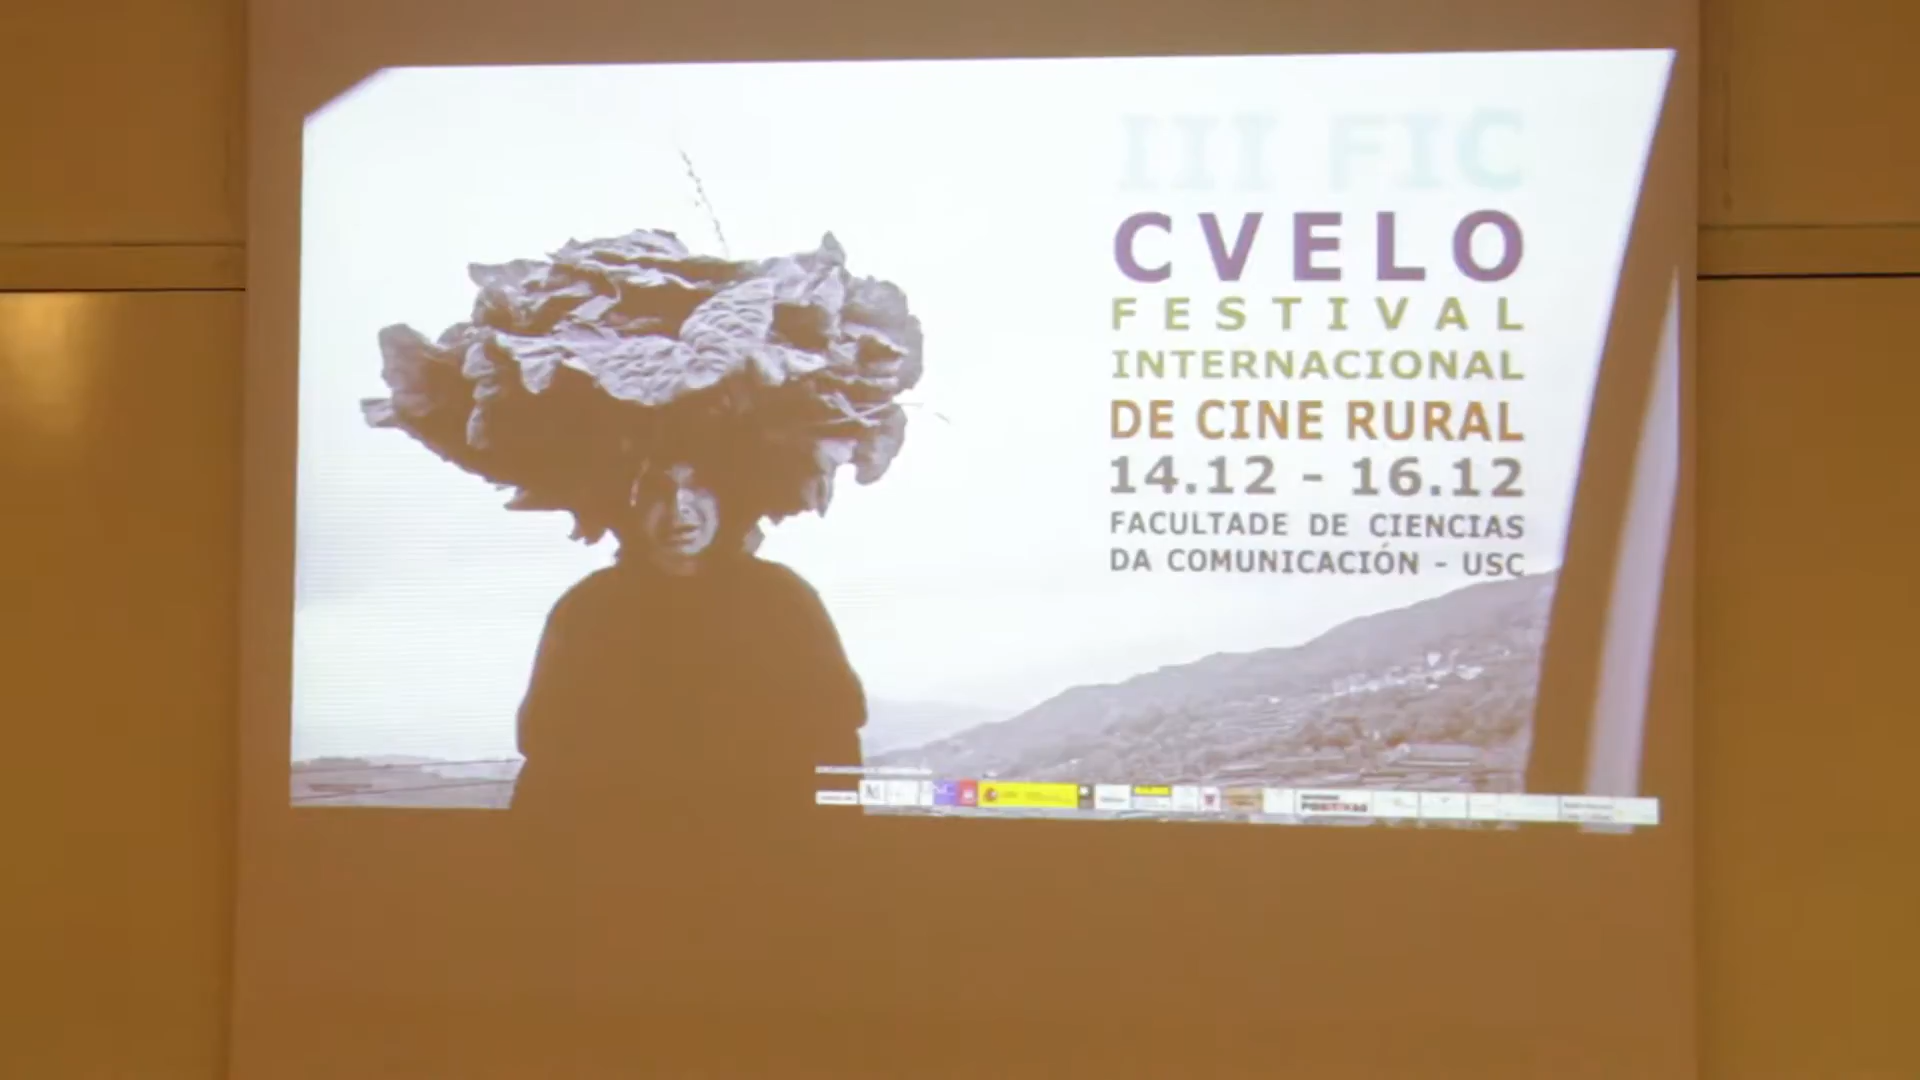 III FIC
CVELO
FESTIVAL
INTERNACIONAL
DE CINE RURAL
14.12 - 16.12
FACULTADE DE CIENCIAS
DA COMUNICACIÓN - USC